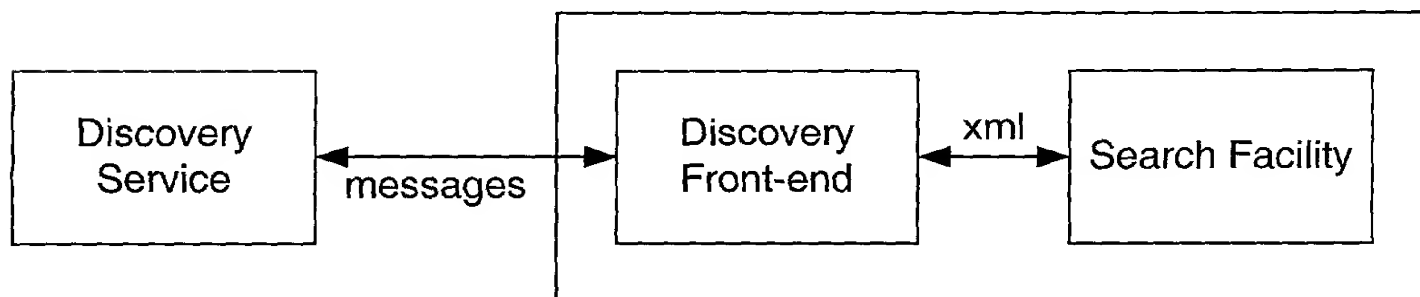 Discovery
Service
messages
Discovery
Front-end
xml
Search Facility